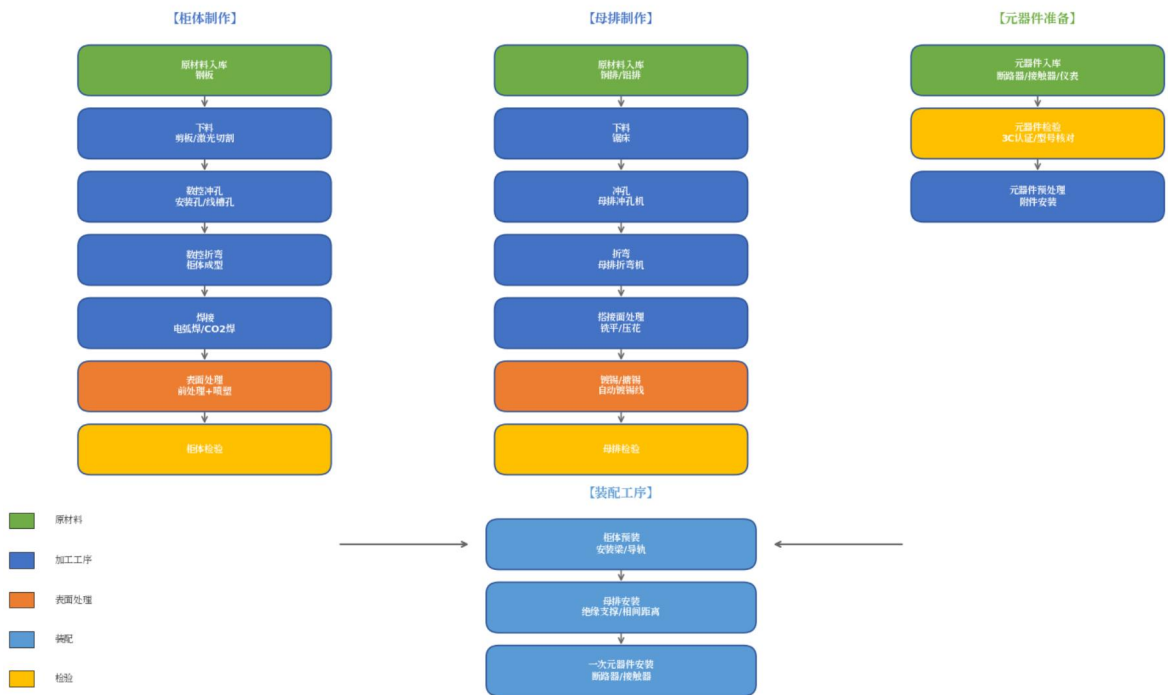 【柜体制作】
原材料入库
钢板
下料
剪板/激光切割
数控冲孔
安装孔/线槽孔
数控折弯
柜体成型
焊接
电弧焊/CO2焊
表面处理
前处理+喷塑
柜体检验
【母排制作】
原材料入库
铜排/铝排
下料
锯床
冲孔
母排冲孔机
折弯
母排折弯机
搭接面处理
铣平/压花
镀锡/搪锡
自动镀锡线
母排检验
【元器件准备】
元器件入库
断路器/接触器/仪表
元器件检验
3C认证/型号核对
元器件预处理
附件安装
【装配工序】
柜体预装
安装梁/导轨
母排安装
绝缘支撑/相间距离
一次元器件安装
断路器/接触器
原材料
加工工序
表面处理
装配
检验